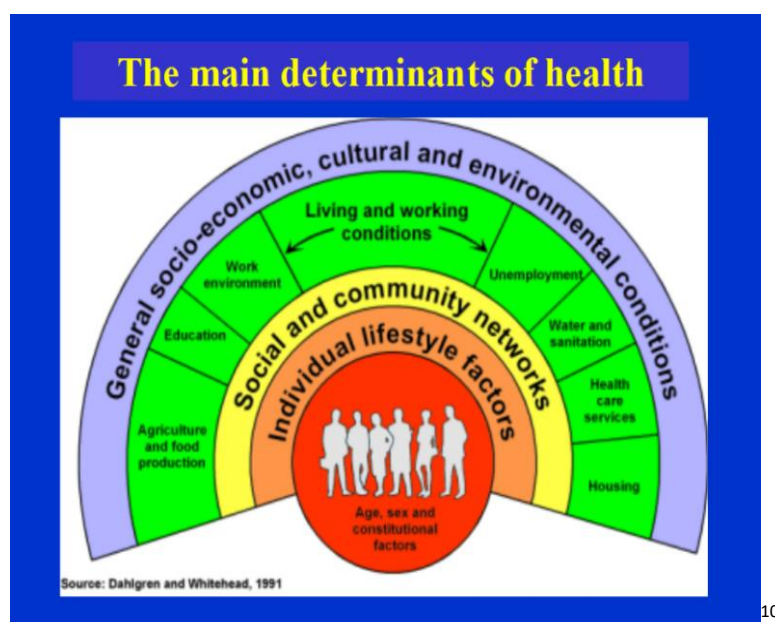 The main determinants of health
General socio-economic, cultural and environmental conditions
Living and working
conditions
Work
environment
Unemployment
Education
Water and
sanitation
Agriculture
and food
production
Health
care
services
Housing
Social and community networks
Individual lifestyle factors
Age, sex and
constitutional
factors
Source: Dahlgren and Whitehead, 1991
10